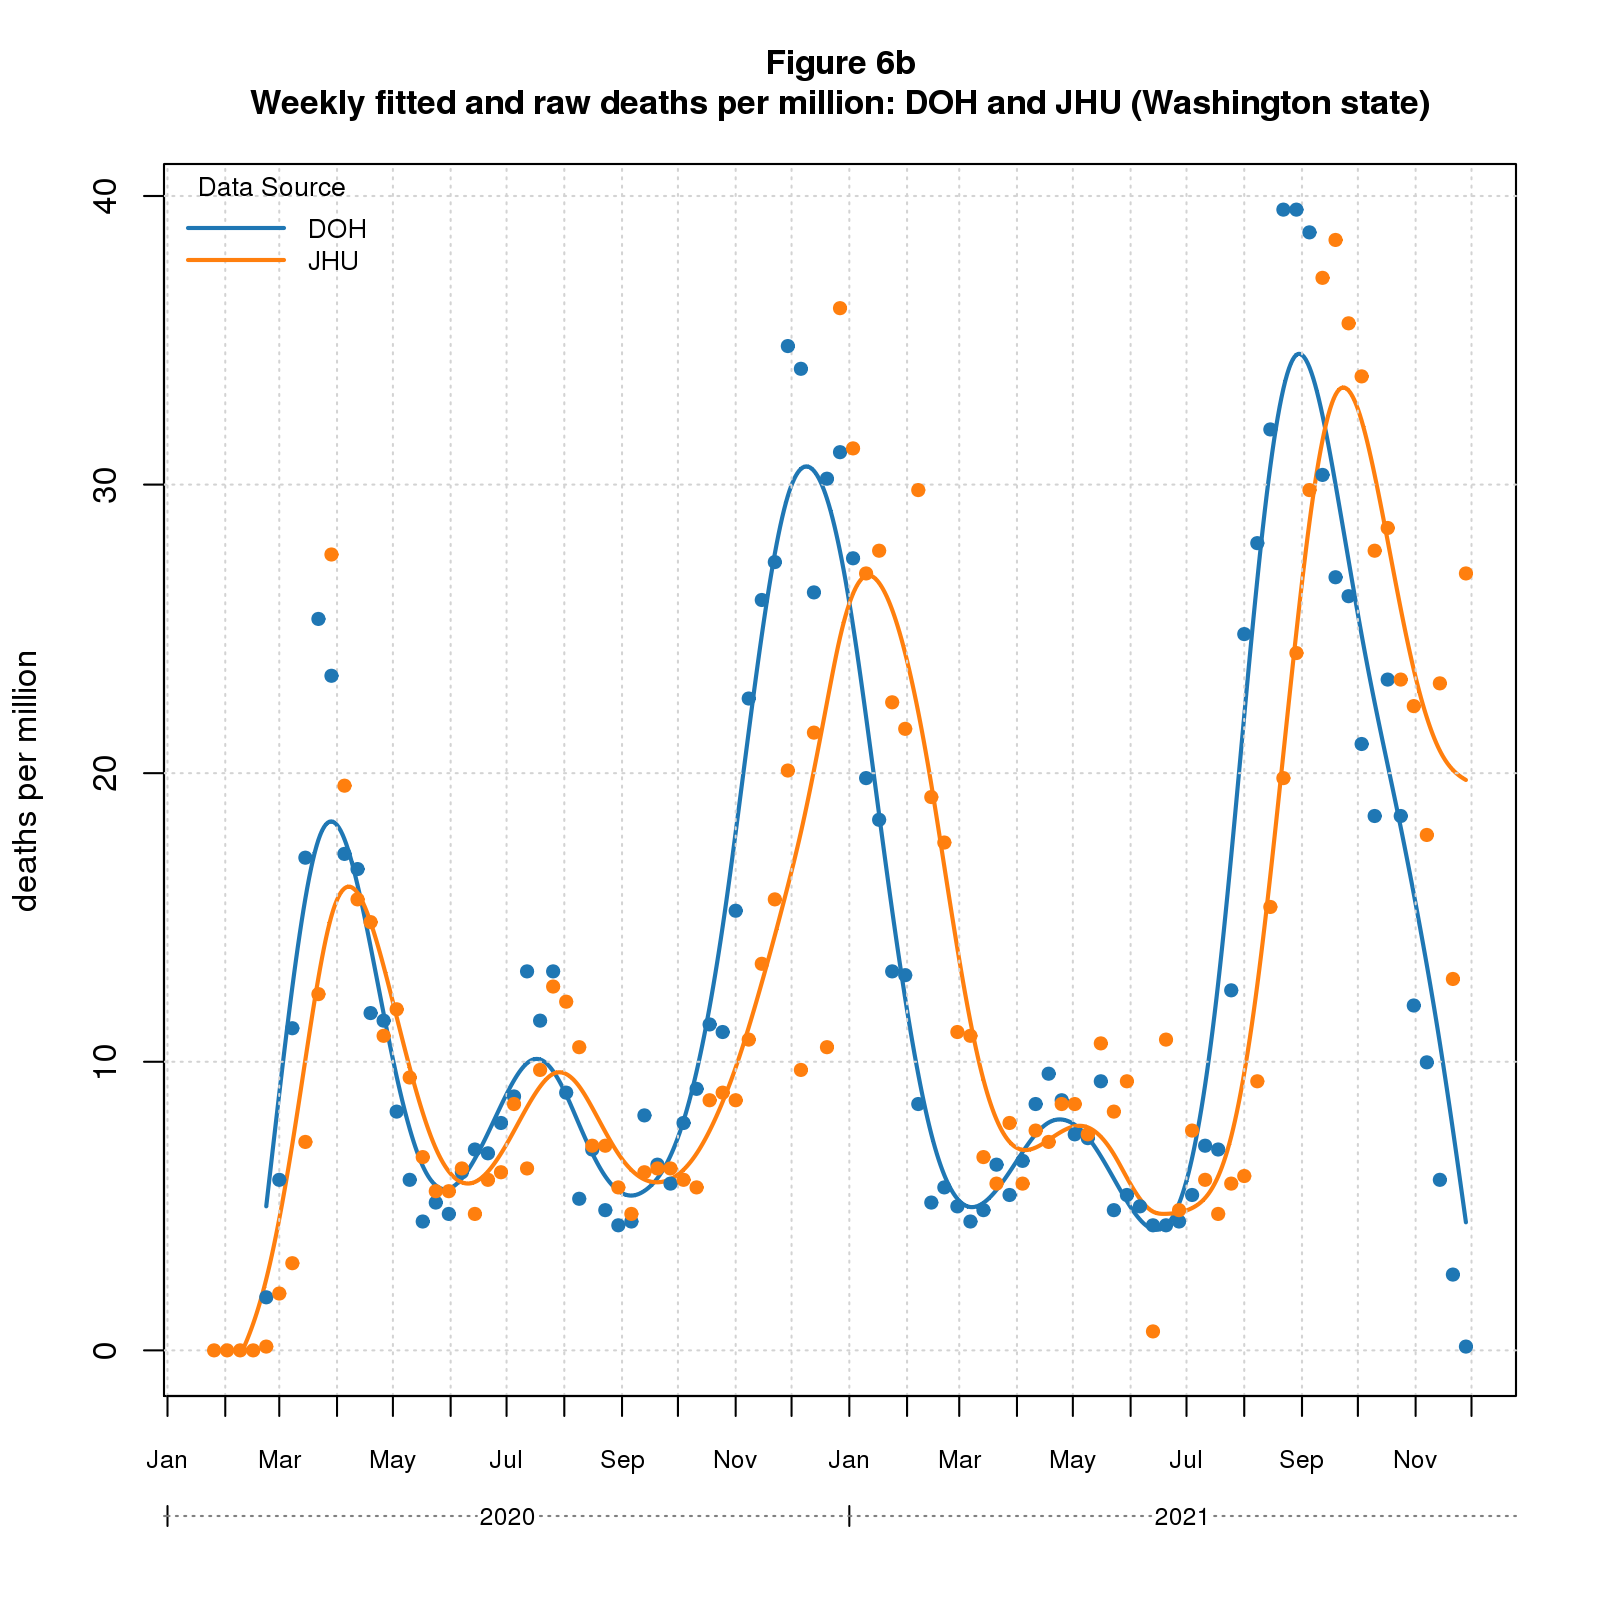 Figure 6b
Weekly fitted and raw deaths per million: DOH and JHU (Washington state)
Data Source
DOH
JHU
deaths per million
40
30
20
10
0
Jan Mar May Jul Sep Nov Jan Mar May Jul Sep Nov
2020 2021